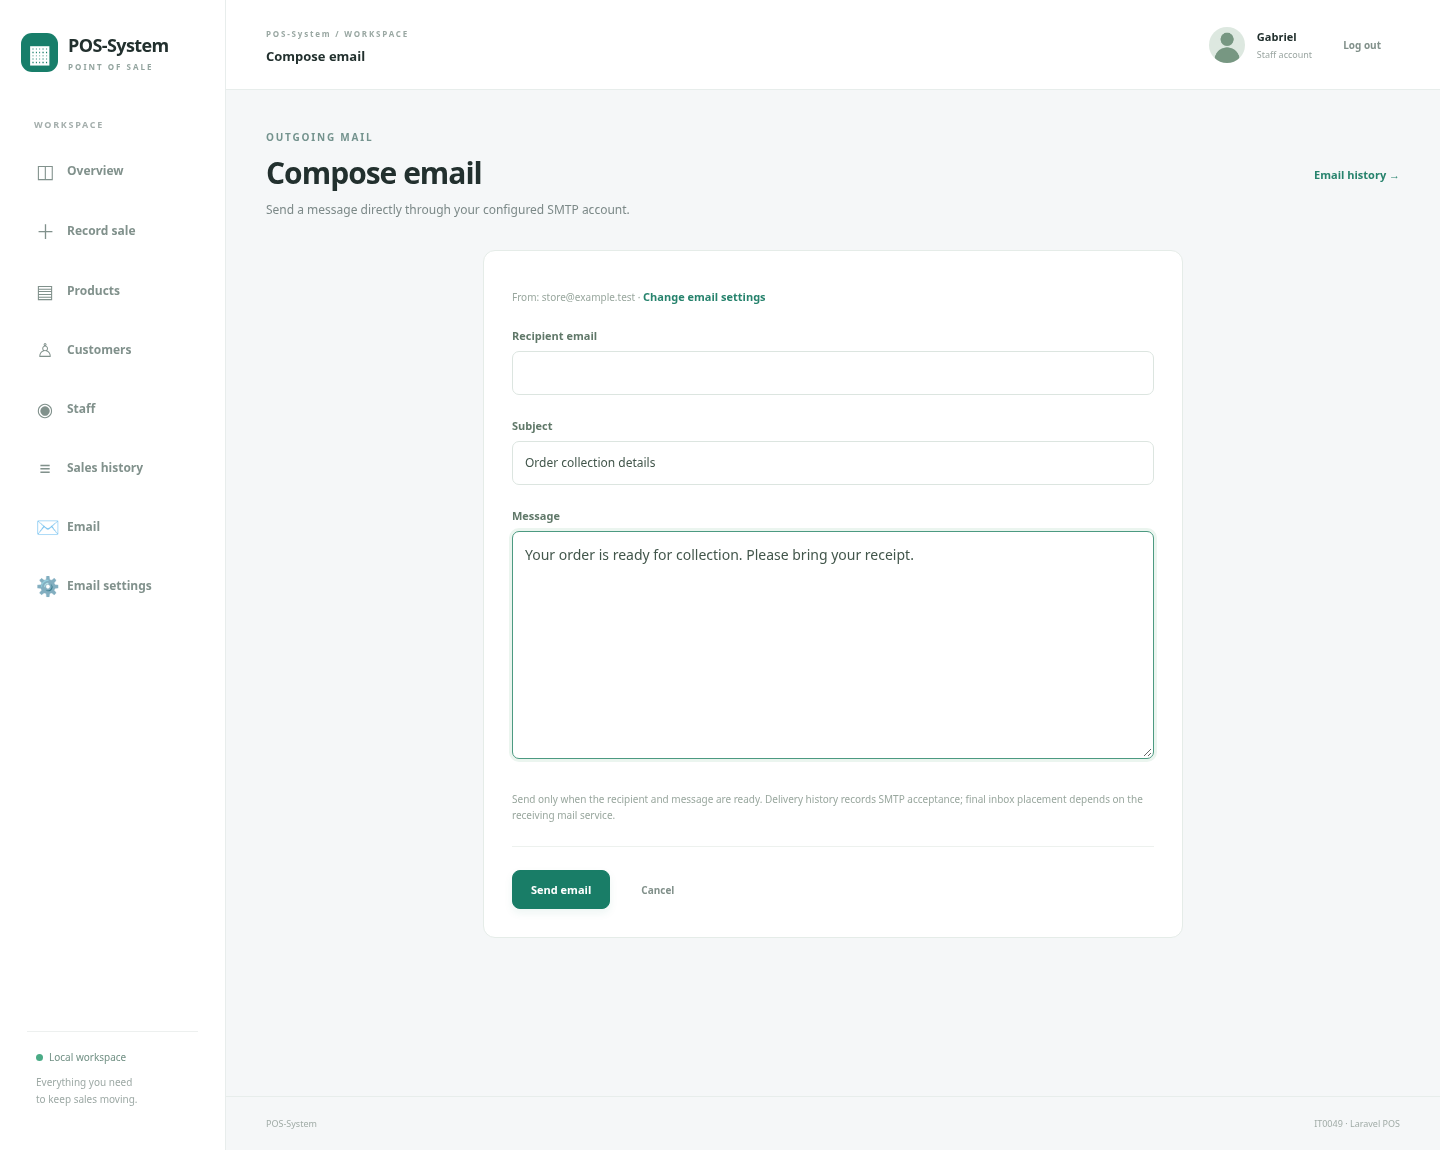 POS-System
POINT OF SALE
WORKSPACE
Overview
Record sale
Products
Customers
Staff
Sales history
Email
Email settings
Local workspace
Everything you need
to keep sales moving.
POS-System / WORKSPACE
Compose email
Gabriel
Staff account
Log out
OUTGOING MAIL
Compose email
Send a message directly through your configured SMTP account.
Email history →
From: store@example.test · Change email settings
Recipient email
Subject
Order collection details
Message
Your order is ready for collection. Please bring your receipt.
Send only when the recipient and message are ready. Delivery history records SMTP acceptance; final inbox placement depends on the
receiving mail service.
Send email
Cancel
POS-System
IT0049 · Laravel POS